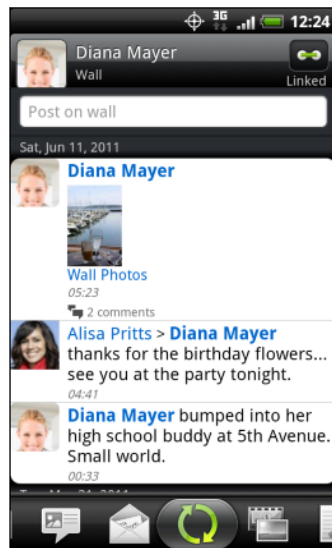 3G
12:24
Diana Mayer
Wall
Linked
Post on wall
Sat, Jun 11, 2011
Diana Mayer
Wall Photos
05:23
2 comments
Alisa Pritts > Diana Mayer
thanks for the birthday flowers...
see you at the party tonight.
04:41
Diana Mayer bumped into her
high school buddy at 5th Avenue.
Small world.
00:33